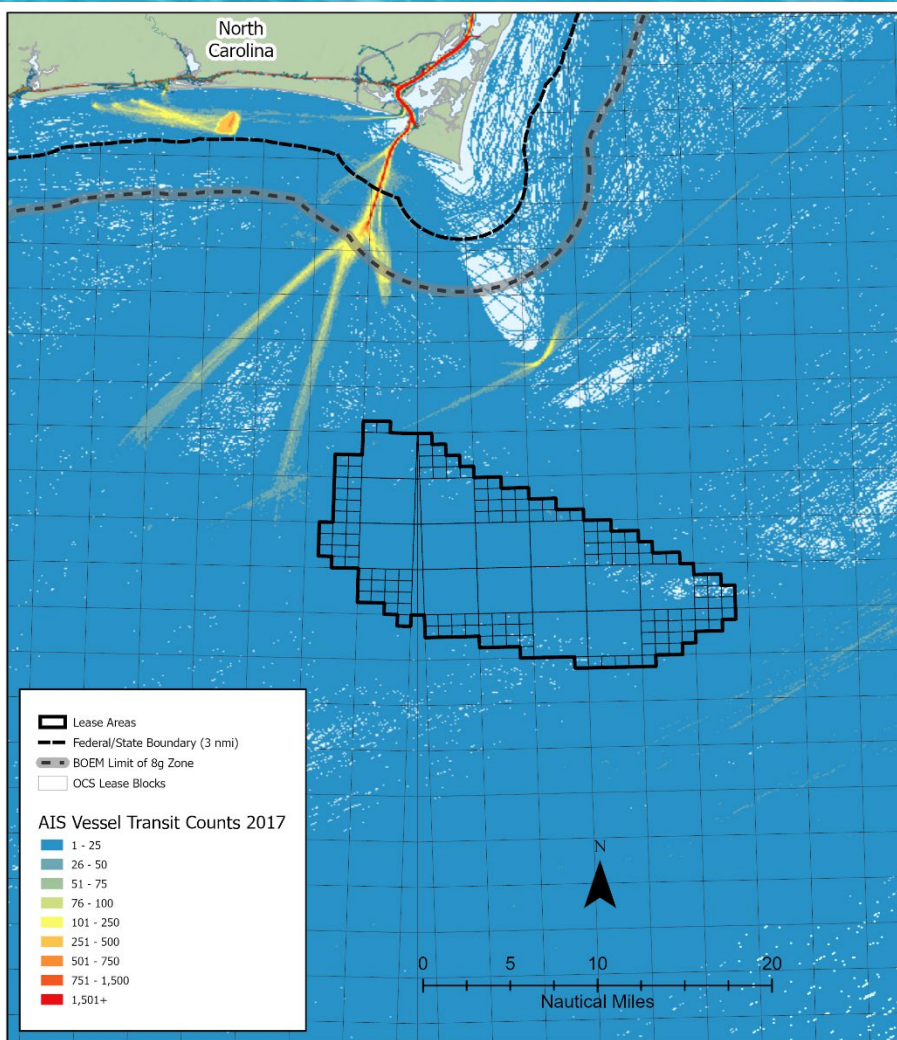 North
Carolina
Lease Areas
Federal/State Boundary (3 nmi)
BOEM Limit of 8g Zone
OCS Lease Blocks
AIS Vessel Transit Counts 2017
1 - 25
26 - 50
51 - 75
76 - 100
101 - 250
251 - 500
501 - 750
751 - 1,500
1,501+
N
0 5 10 20
Nautical Miles